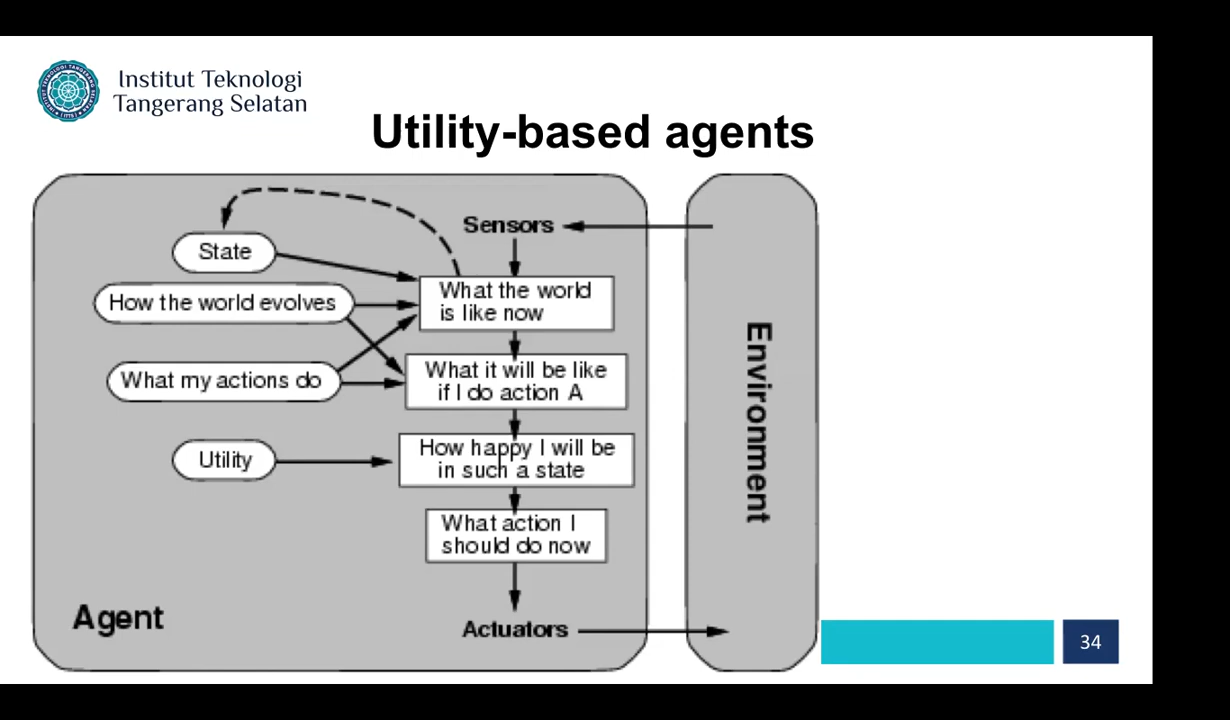 Institut Teknologi
Tangerang Selatan
Utility-based agents
Sensors
State
What the world
is like now
How the world evolves
What it will be like
if I do action A
What my actions do
How happy I will be
in such a state
Utility
What action I
should do now
Agent
Actuators
Environment
34